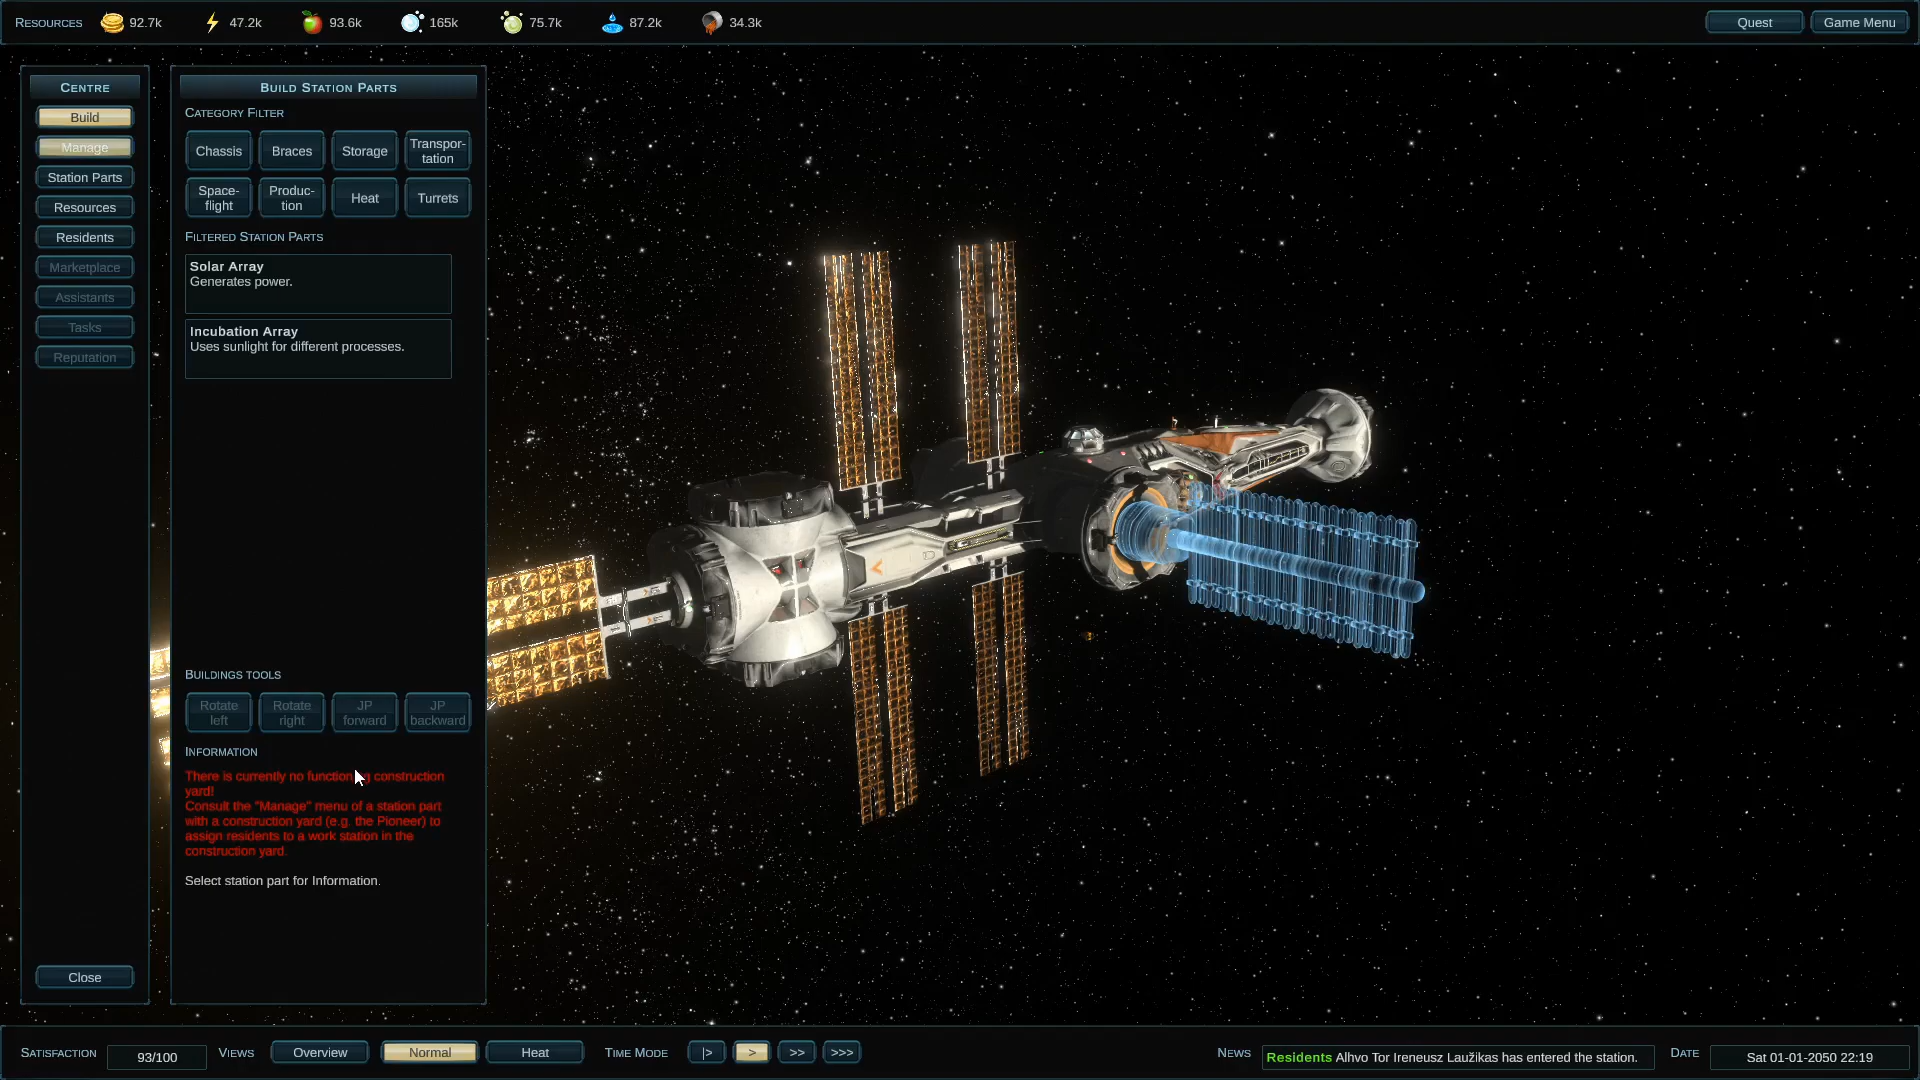 Resources 92.7k 47.2k 93.6k 165k 75.7k 87.2k 34.3k Quest Game Menu
Centre
Build
Manage
Station Parts
Resources
Residents
Marketplace
Assistants
Tasks
Reputation
Close
Build Station Parts
Category Filter
Chassis Braces Storage Transpor-
tation
Space-
flight
Produc-
tion
Heat Turrets
Filtered Station Parts
Solar Array
Generates power.
Incubation Array
Uses sunlight for different processes.
Buildings Tools
Rotate
left
Rotate
right
JP
forward
JP
backward
Information
There is currently no functioning construction
yard!
Consult the "Manage" menu of a station part
with a construction yard (e.g. the Pioneer) to
assign residents to a work station in the
construction yard.
Select station part for Information.
Satisfaction 93/100 Views Overview Normal Heat Time Mode |> > >> >>> News Residents Alhvo Tor Ireneusz Laužikas has entered the station. Date Sat 01-01-2050 22:19